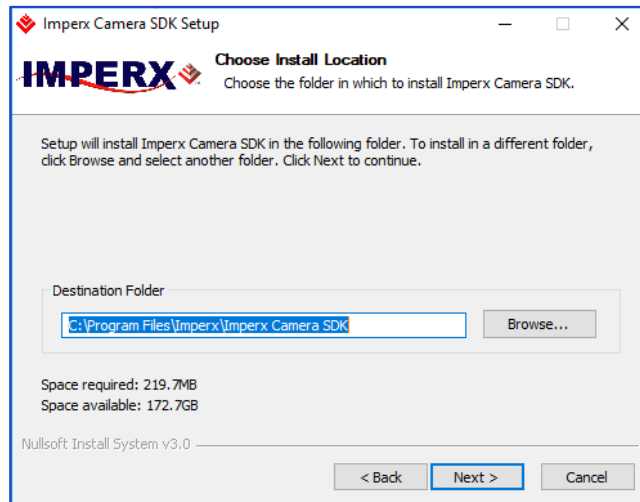 Imperx Camera SDK Setup
IMPERX
Choose Install Location
Choose the folder in which to install Imperx Camera SDK.
Setup will install Imperx Camera SDK in the following folder. To install in a different folder,
click Browse and select another folder. Click Next to continue.
Destination Folder
C:\Program Files\Imperx\Imperx Camera SDK
Browse...
Space required: 219.7MB
Space available: 172.7GB
Nullsoft Install System v3.0
< Back
Next >
Cancel